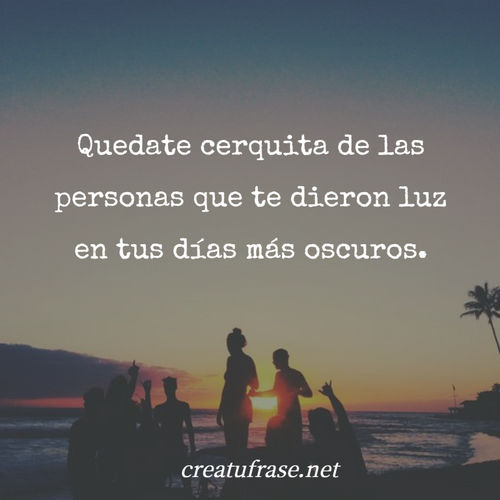 Quedate cerquita de las
personas que te dieron luz
en tus días más oscuros.
creatufrase.net